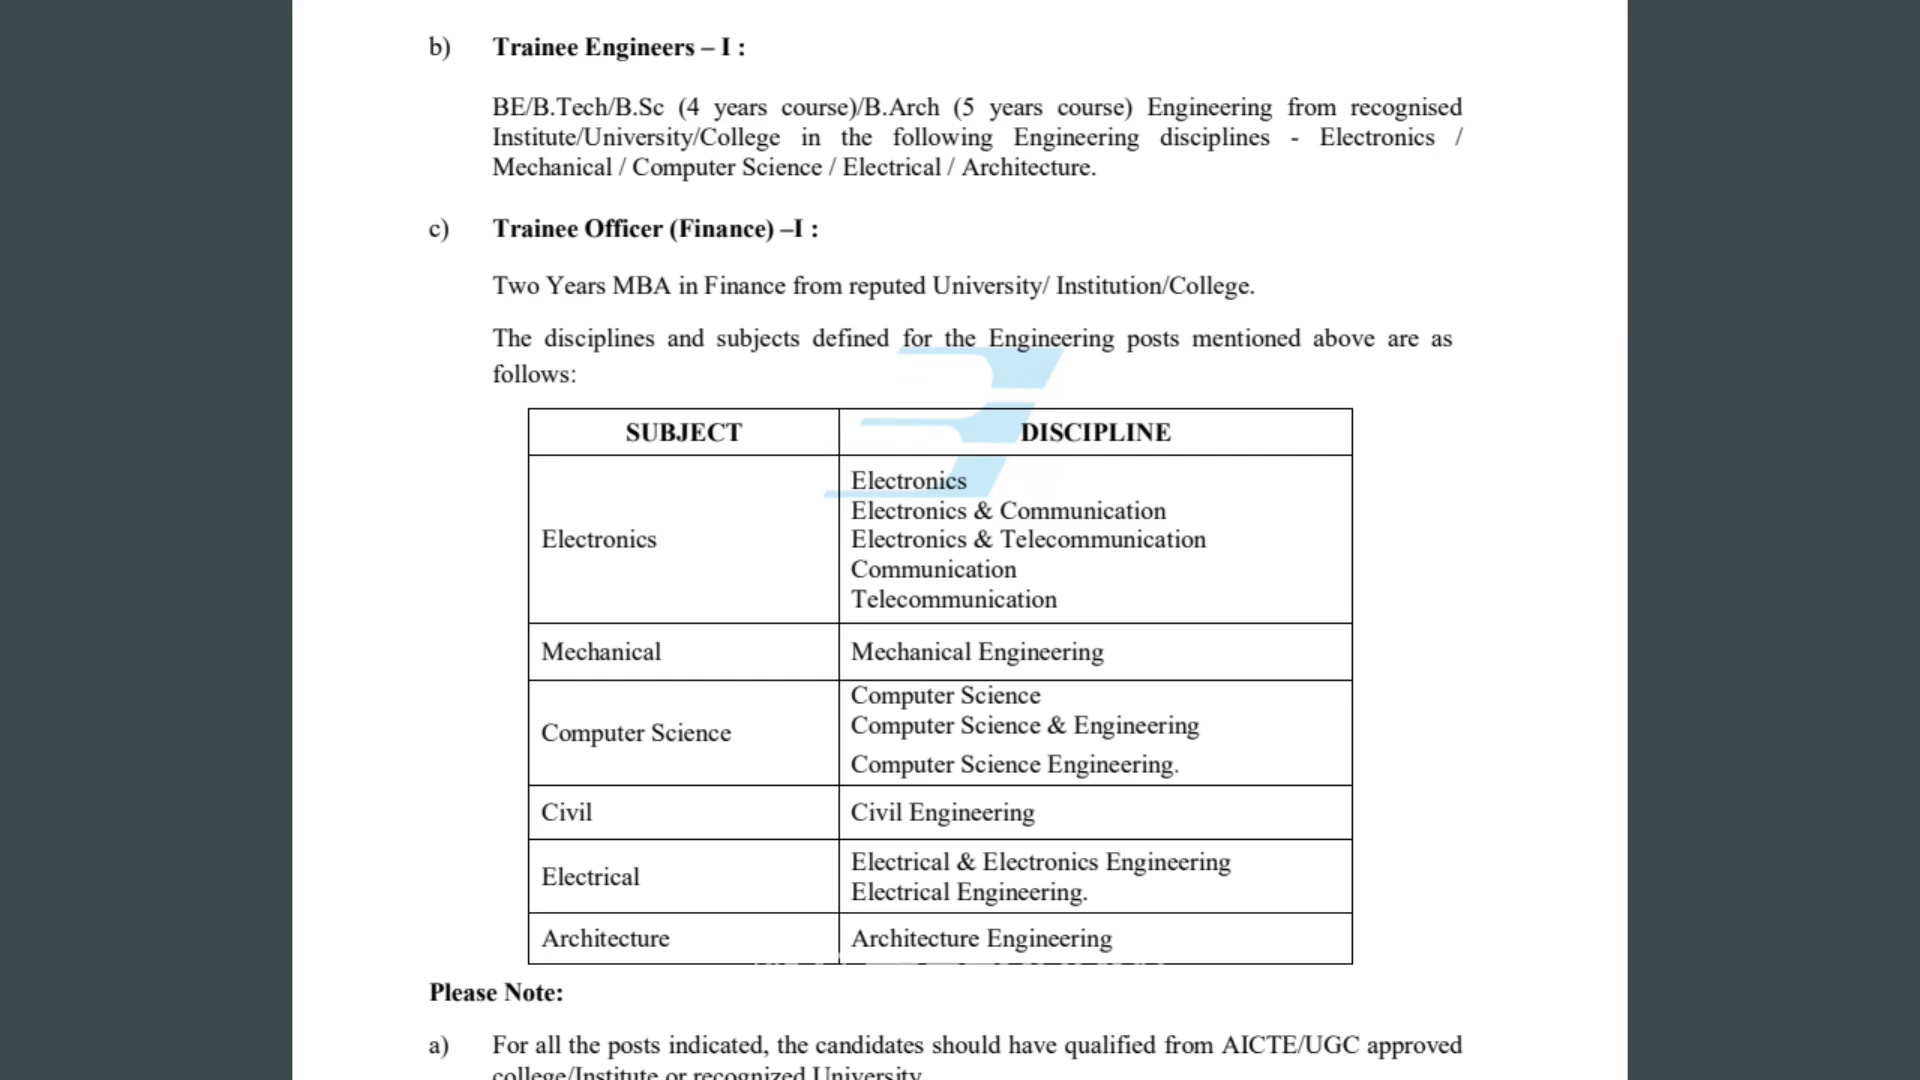 b) Trainee Engineers – I :
BE/B.Tech/B.Sc (4 years course)/B.Arch (5 years course) Engineering from recognised
Institute/University/College in the following Engineering disciplines - Electronics /
Mechanical / Computer Science / Electrical / Architecture.
c) Trainee Officer (Finance) –I :
Two Years MBA in Finance from reputed University/ Institution/College.
The disciplines and subjects defined for the Engineering posts mentioned above are as
follows:
SUBJECT DISCIPLINE
Electronics
Electronics
Electronics & Communication
Electronics & Telecommunication
Communication
Telecommunication
Mechanical Mechanical Engineering
Computer Science
Computer Science
Computer Science & Engineering
Computer Science Engineering.
Civil Civil Engineering
Electrical
Electrical & Electronics Engineering
Electrical Engineering.
Architecture Architecture Engineering
Please Note:
a) For all the posts indicated, the candidates should have qualified from AICTE/UGC approved
college/Institute or recognized University